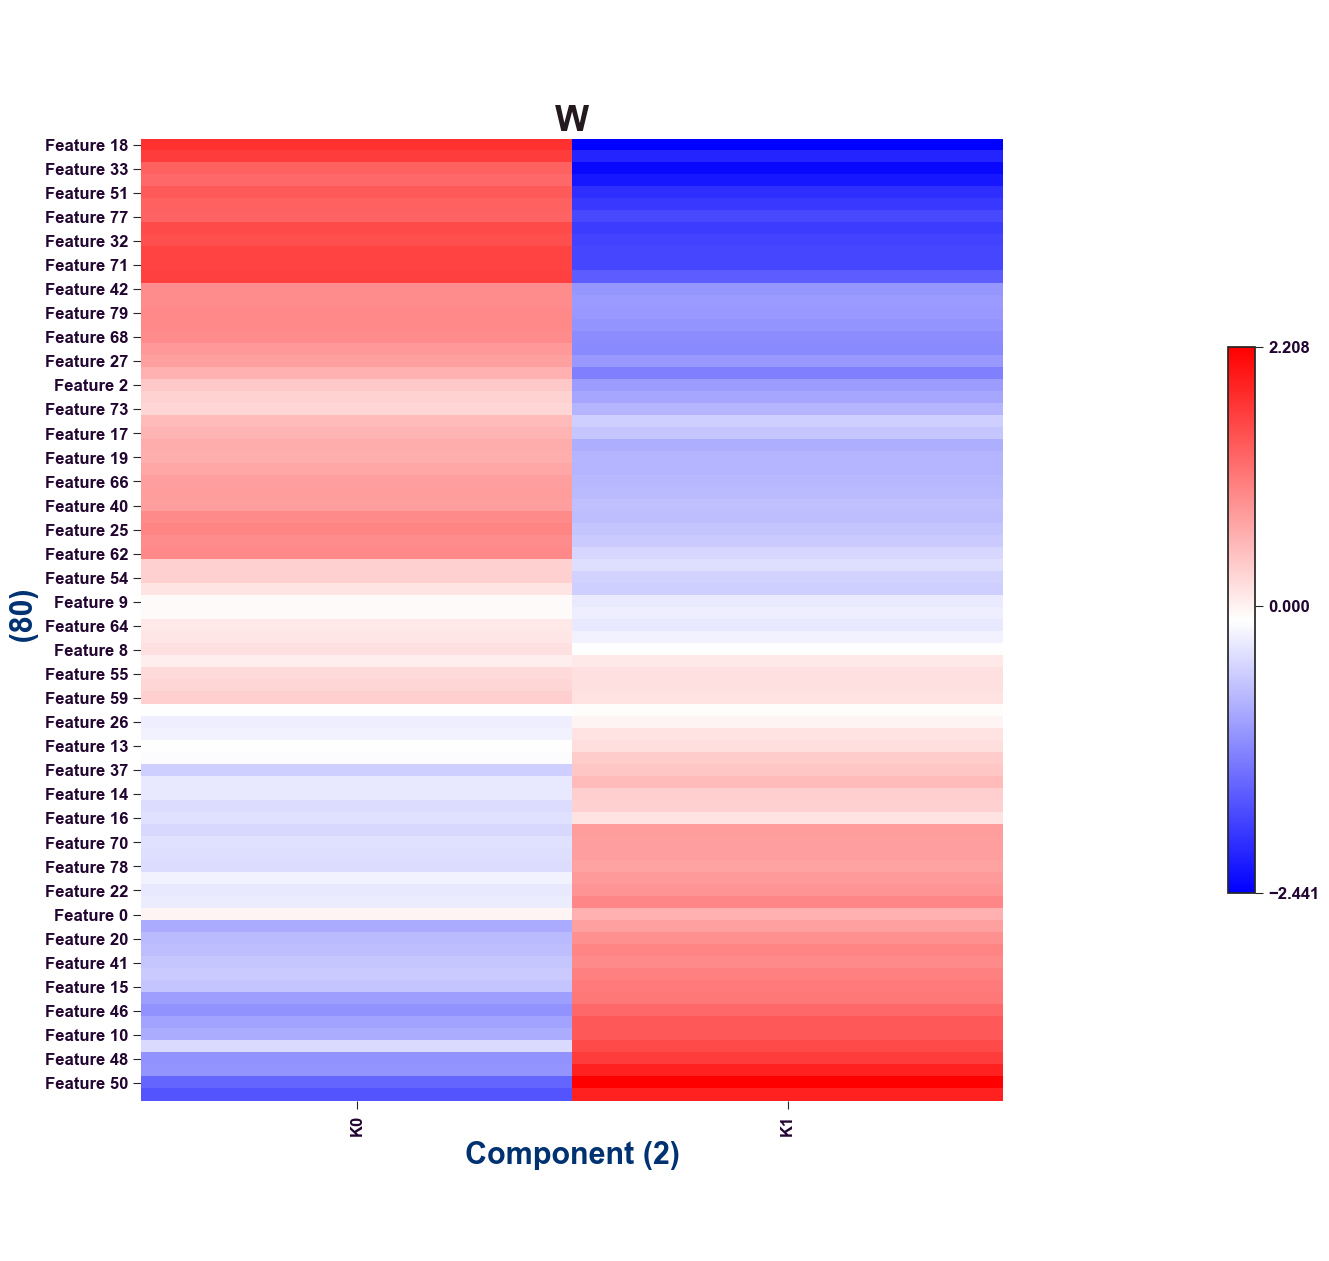 W
Feature 18
Feature 33
Feature 51
Feature 77
Feature 32
Feature 71
Feature 42
Feature 79
Feature 68
Feature 27
Feature 2
Feature 73
Feature 17
Feature 19
Feature 66
Feature 40
Feature 25
Feature 62
Feature 54
Feature 9
Feature 64
Feature 8
Feature 55
Feature 59
Feature 26
Feature 13
Feature 37
Feature 14
Feature 16
Feature 70
Feature 78
Feature 22
Feature 0
Feature 20
Feature 41
Feature 15
Feature 46
Feature 10
Feature 48
Feature 50
(80)
K0
K1
Component (2)
2.208
0.000
−2.441